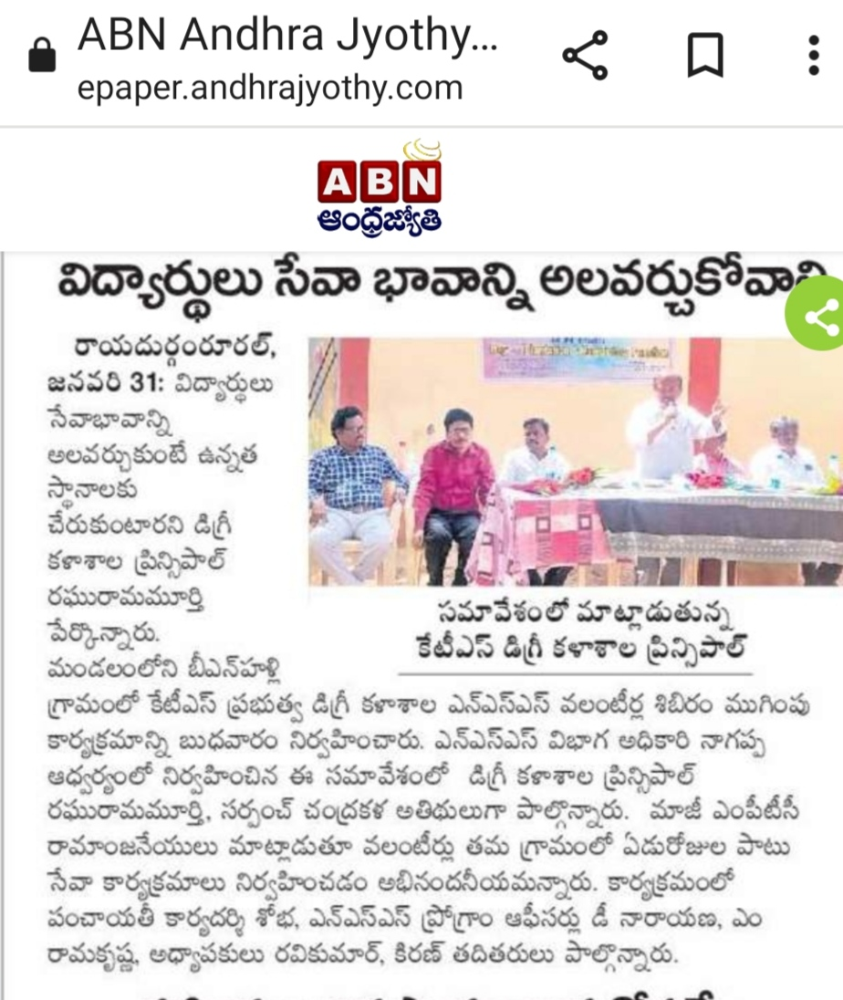 ABN Andhra Jyothy...
epaper.andhrajyothy.com
ABN
ఆంధ్రజ్యోతి
విద్యార్థులు సేవా భావాన్ని అలవర్చుకోవాలి
రాయదుర్గంరూరల్,
జనవరి 31: విద్యార్థులు
సేవాభావాన్ని
అలవర్చుకుంటే ఉన్నత
స్థానాలకు
చేరుకుంటారని డిగ్రీ
కళాశాల ప్రిన్సిపాల్
రఘురామమూర్తి
పేర్కొన్నారు.
మండలంలోని బీఎన్‌హళ్లి
సమావేశంలో మాట్లాడుతున్న
కేటీఎస్ డిగ్రీ కళాశాల ప్రిన్సిపాల్
గ్రామంలో కేటీఎస్ ప్రభుత్వ డిగ్రీ కళాశాల ఎన్ఎస్ఎస్ వలంటీర్ల శిబిరం ముగింపు
కార్యక్రమాన్ని బుధవారం నిర్వహించారు. ఎన్ఎస్ఎస్ విభాగ అధికారి నాగప్ప
ఆధ్వర్యంలో నిర్వహించిన ఈ సమావేశంలో డిగ్రీ కళాశాల ప్రిన్సిపాల్
రఘురామమూర్తి, సర్పంచ్ చంద్రకళ అతిథులుగా పాల్గొన్నారు. మాజీ ఎంపీటీసీ
రామాంజనేయులు మాట్లాడుతూ వలంటీర్లు తమ గ్రామంలో ఏడురోజుల పాటు
సేవా కార్యక్రమాలు నిర్వహించడం అభినందనీయమన్నారు. కార్యక్రమంలో
పంచాయతీ కార్యదర్శి శోభ, ఎన్ఎస్ఎస్ ప్రోగ్రాం ఆఫీసర్లు డీ నారాయణ, ఎం
రామకృష్ణ, అధ్యాపకులు రవికుమార్, కిరణ్ తదితరులు పాల్గొన్నారు.